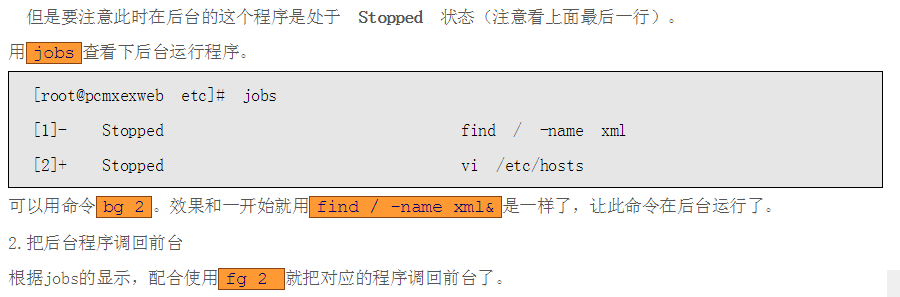 但是要注意此时在后台的这个程序是处于 Stopped 状态（注意看上面最后一行）。
用 jobs 查看下后台运行程序。
[root@pcmxexweb etc]# jobs
[1]- Stopped find / -name xml
[2]+ Stopped vi /etc/hosts
可以用命令 bg 2 。效果和一开始就用 find / -name xml& 是一样了，让此命令在后台运行了。
2.把后台程序调回前台
根据jobs的显示，配合使用 fg 2 就把对应的程序调回前台了。